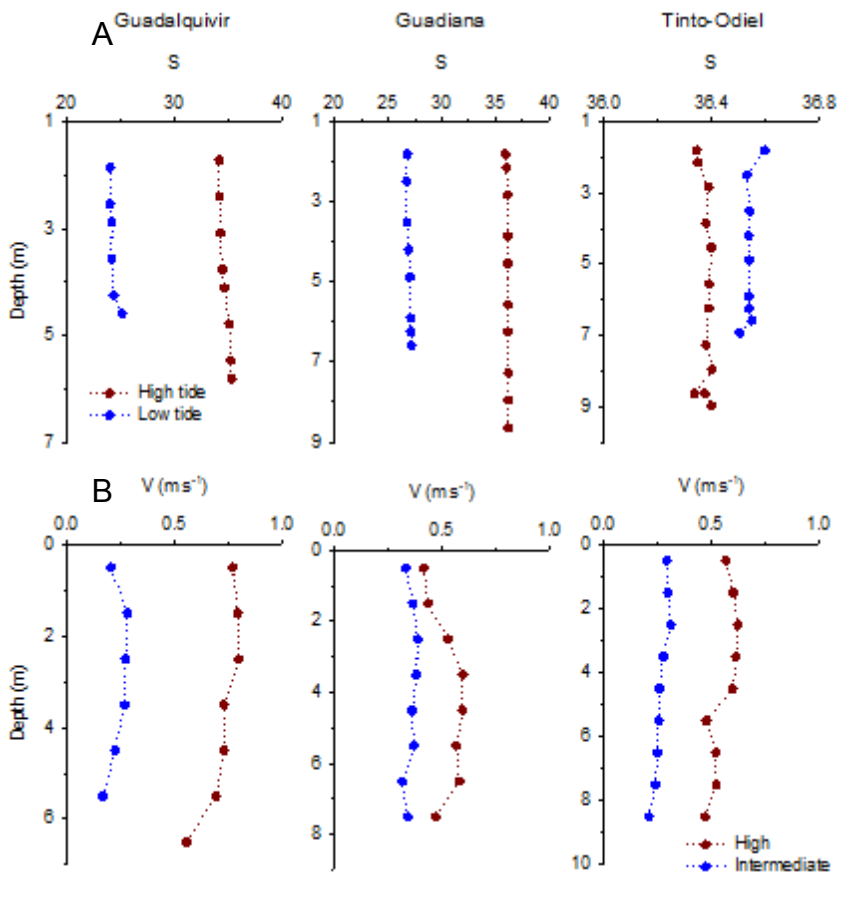 A Guadalquivir Guadiana Tinto-Odiel
S S S
20 30 40 20 25 30 35 40 36.0 36.4 36.8
1 1 1
3 3 3
Depth (m)
5 5 5
7 7
High tide
Low tide
7 9 9
B V (m s⁻¹) V (m s⁻¹) V (m s⁻¹)
0.0 0.5 1.0 0.0 0.5 1.0 0.0 0.5 1.0
0 0 0
2 2 2
4 4 4
Depth (m)
6 6 6
8 8
High
Intermediate
10